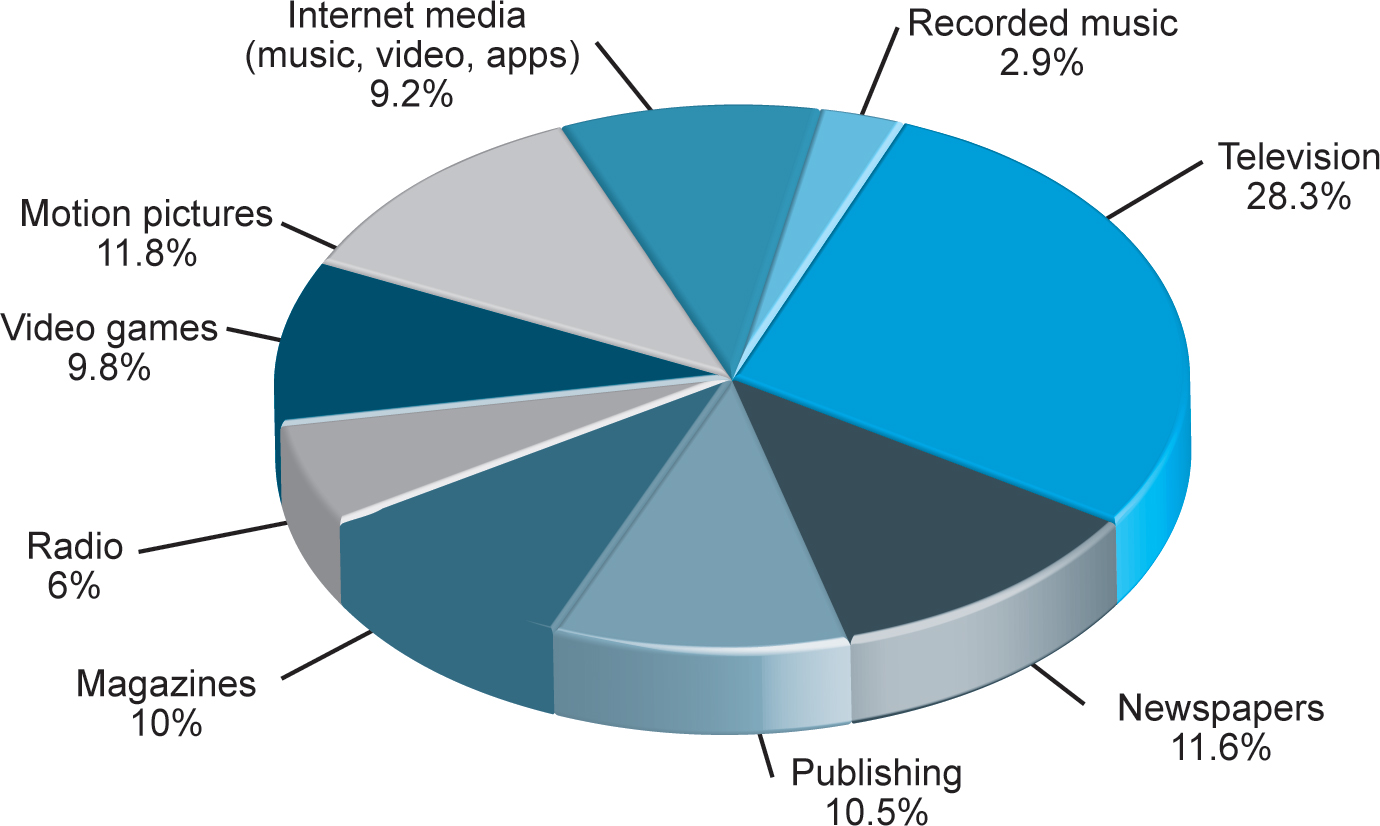 Internet media
(music, video, apps)
9.2%
Recorded music
2.9%
Television
28.3%
Motion pictures
11.8%
Video games
9.8%
Radio
6%
Magazines
10%
Newspapers
11.6%
Publishing
10.5%